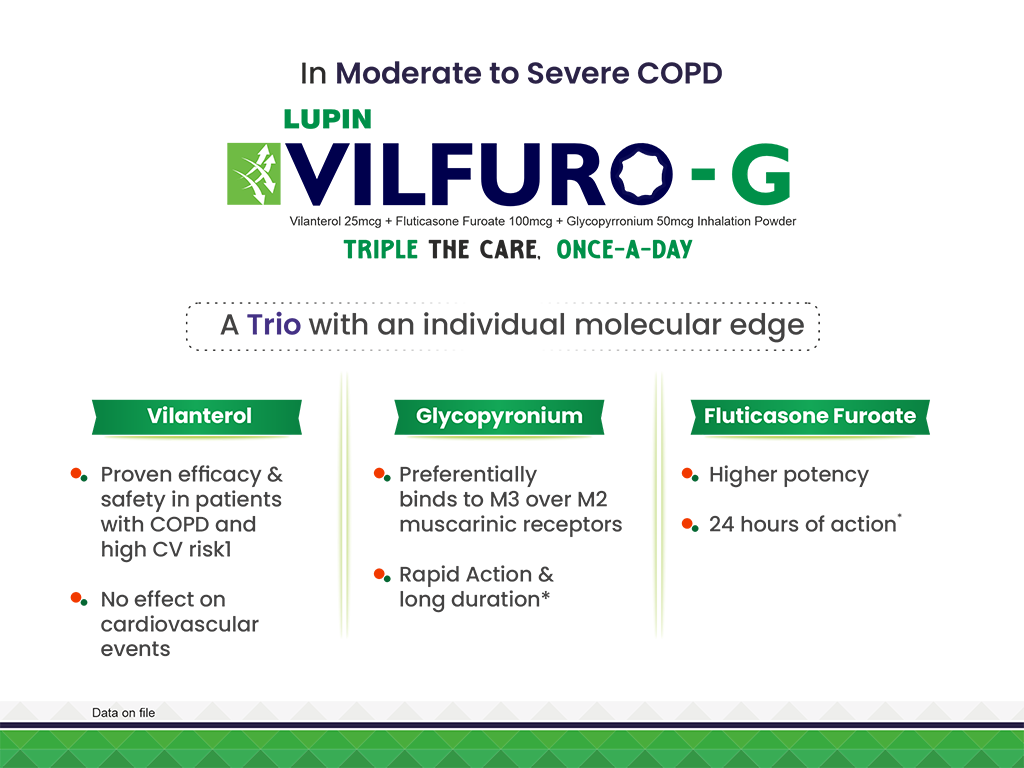 In Moderate to Severe COPD
LUPIN
VILFURO - G
Vilanterol 25mcg + Fluticasone Furoate 100mcg + Glycopyrronium 50mcg Inhalation Powder
TRIPLE THE CARE, ONCE-A-DAY
A Trio with an individual molecular edge
Vilanterol
Proven efficacy &
safety in patients
with COPD and
high CV risk1
No effect on
cardiovascular
events
Glycopyronium
Preferentially
binds to M3 over M2
muscarinic receptors
Rapid Action &
long duration*
Fluticasone Furoate
Higher potency
24 hours of action*
Data on file